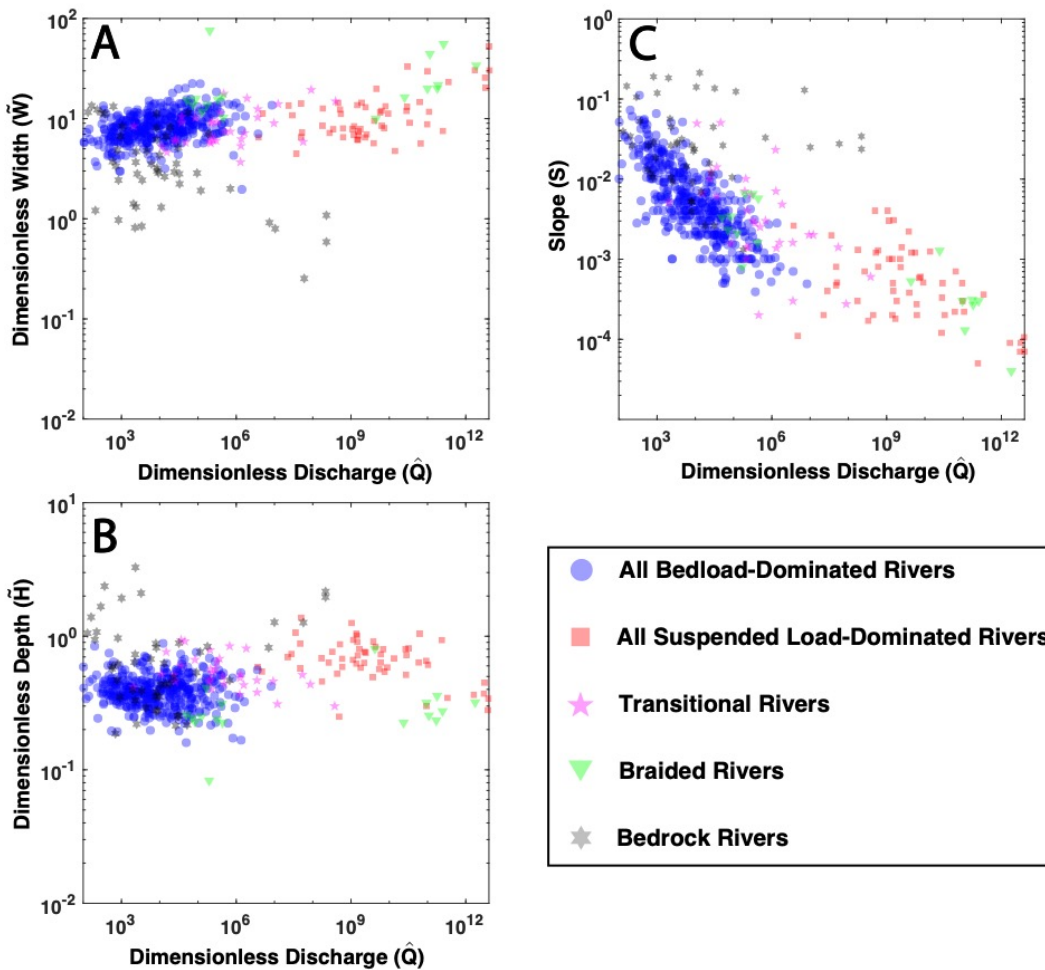 A
10^2
10^1
10^0
10^-1
10^-2
Dimensionless Width (W̃)
10^3
10^6
10^9
10^12
Dimensionless Discharge (Q̂)
C
10^0
10^-1
10^-2
10^-3
10^-4
Slope (S)
10^3
10^6
10^9
10^12
Dimensionless Discharge (Q̂)
B
10^1
10^0
10^-1
10^-2
Dimensionless Depth (H̃)
10^3
10^6
10^9
10^12
Dimensionless Discharge (Q̂)
All Bedload-Dominated Rivers
All Suspended Load-Dominated Rivers
Transitional Rivers
Braided Rivers
Bedrock Rivers